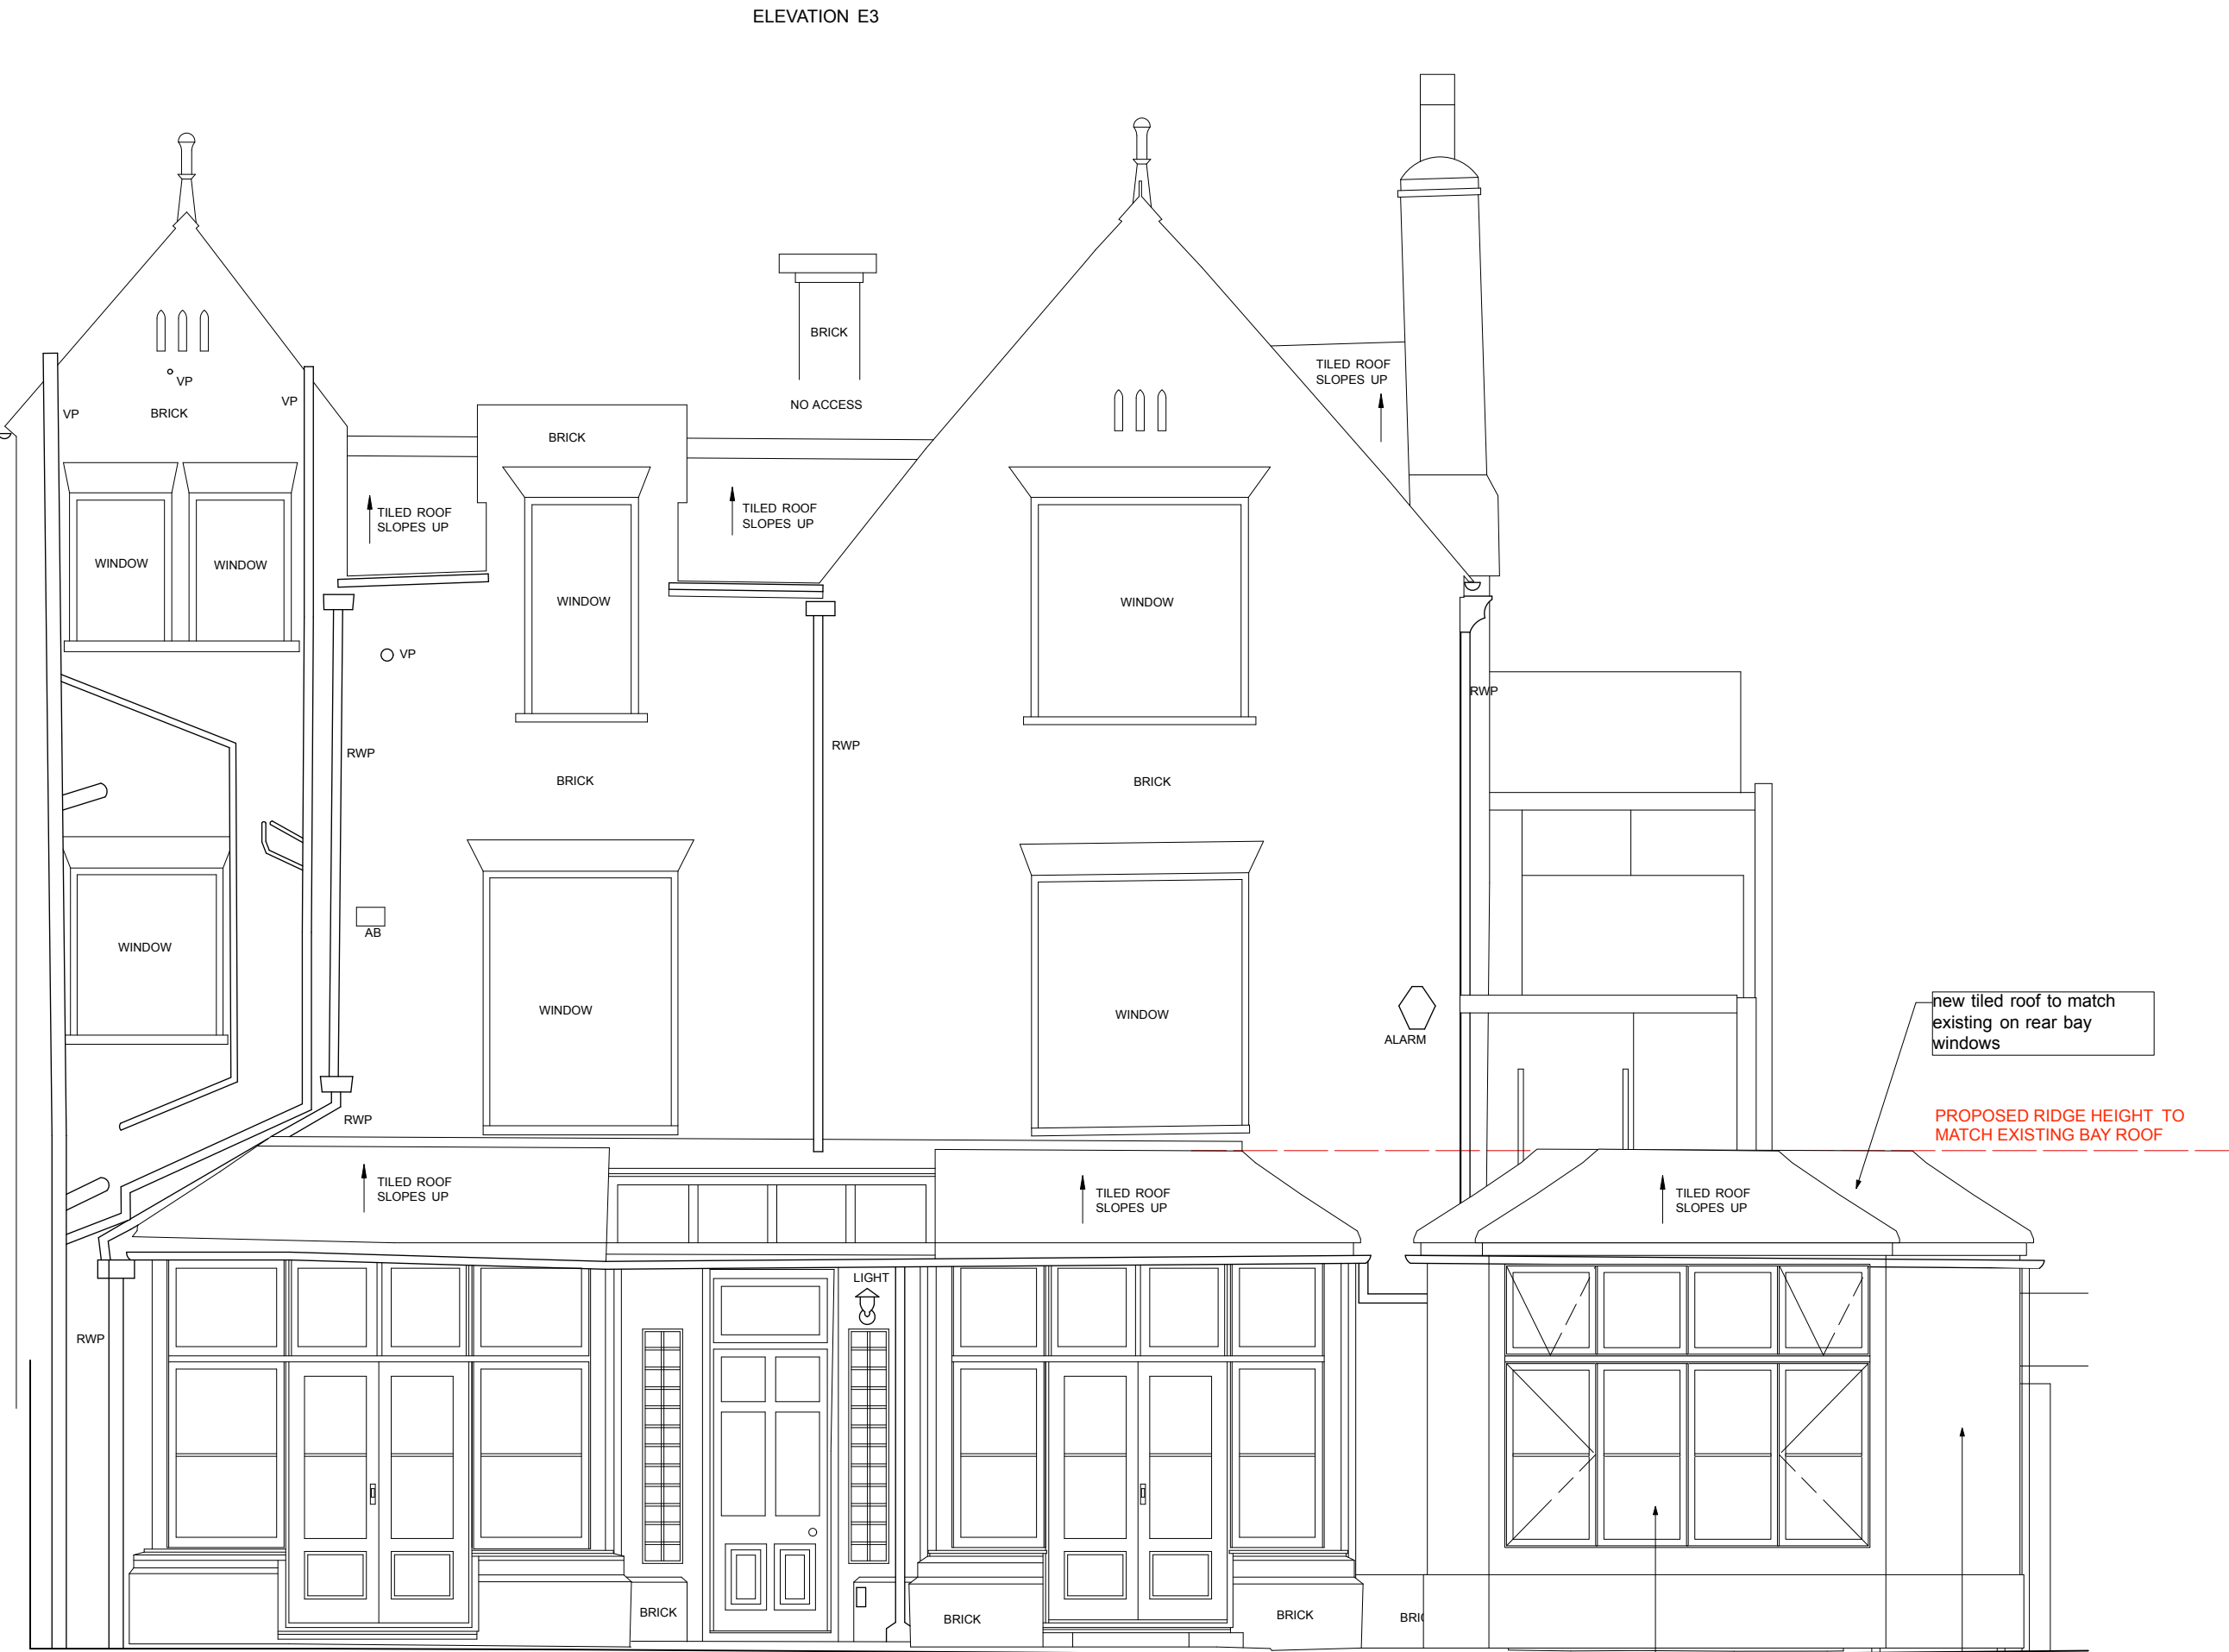 ELEVATION E3
BRICK
NO ACCESS
TILED ROOF
SLOPES UP
VP
VP
BRICK
VP
BRICK
TILED ROOF
SLOPES UP
TILED ROOF
SLOPES UP
WINDOW
WINDOW
WINDOW
WINDOW
VP
RWP
RWP
RWP
BRICK
BRICK
AB
WINDOW
WINDOW
WINDOW
ALARM
new tiled roof to match
existing on rear bay
windows
PROPOSED RIDGE HEIGHT TO
MATCH EXISTING BAY ROOF
RWP
TILED ROOF
SLOPES UP
TILED ROOF
SLOPES UP
TILED ROOF
SLOPES UP
LIGHT
RWP
BRICK
BRICK
BRICK